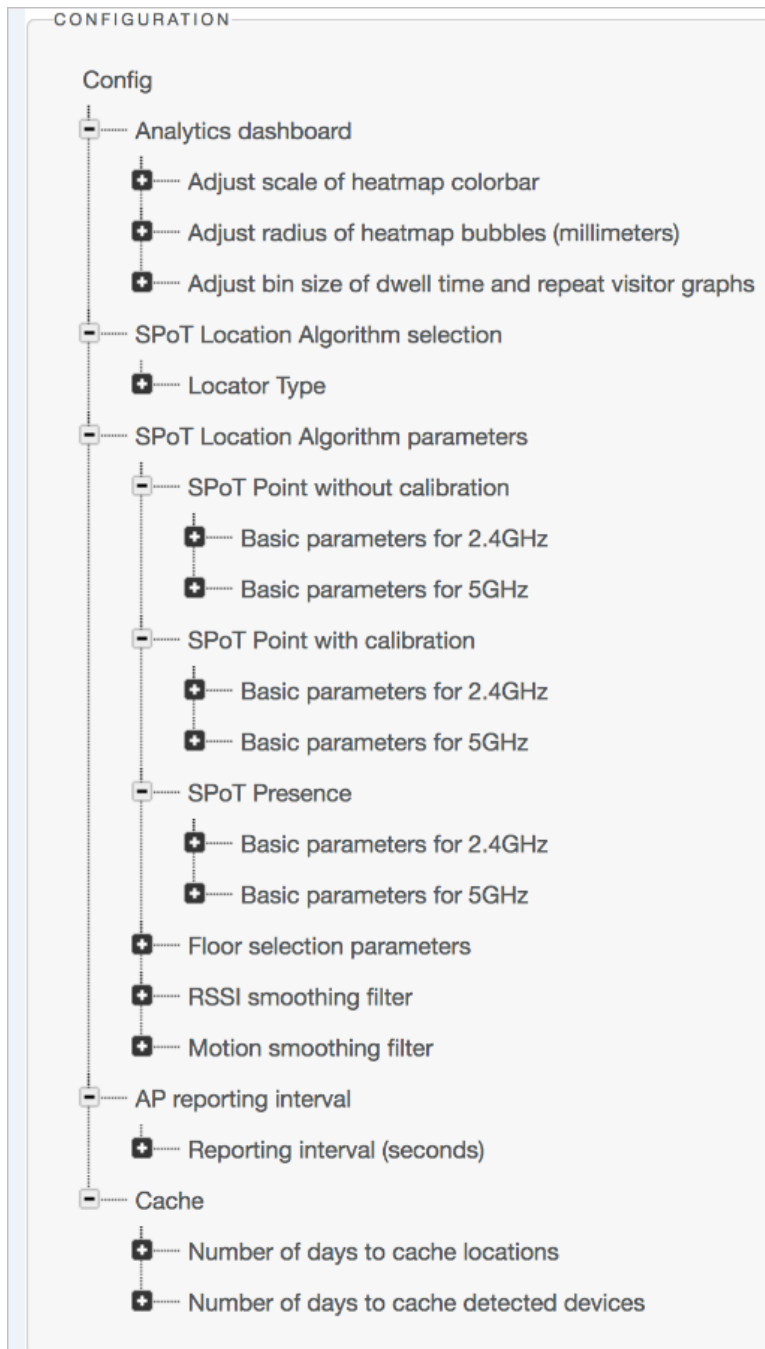 CONFIGURATION
Config
Analytics dashboard
Adjust scale of heatmap colorbar
Adjust radius of heatmap bubbles (millimeters)
Adjust bin size of dwell time and repeat visitor graphs
SPoT Location Algorithm selection
Locator Type
SPoT Location Algorithm parameters
SPoT Point without calibration
Basic parameters for 2.4GHz
Basic parameters for 5GHz
SPoT Point with calibration
Basic parameters for 2.4GHz
Basic parameters for 5GHz
SPoT Presence
Basic parameters for 2.4GHz
Basic parameters for 5GHz
Floor selection parameters
RSSI smoothing filter
Motion smoothing filter
AP reporting interval
Reporting interval (seconds)
Cache
Number of days to cache locations
Number of days to cache detected devices